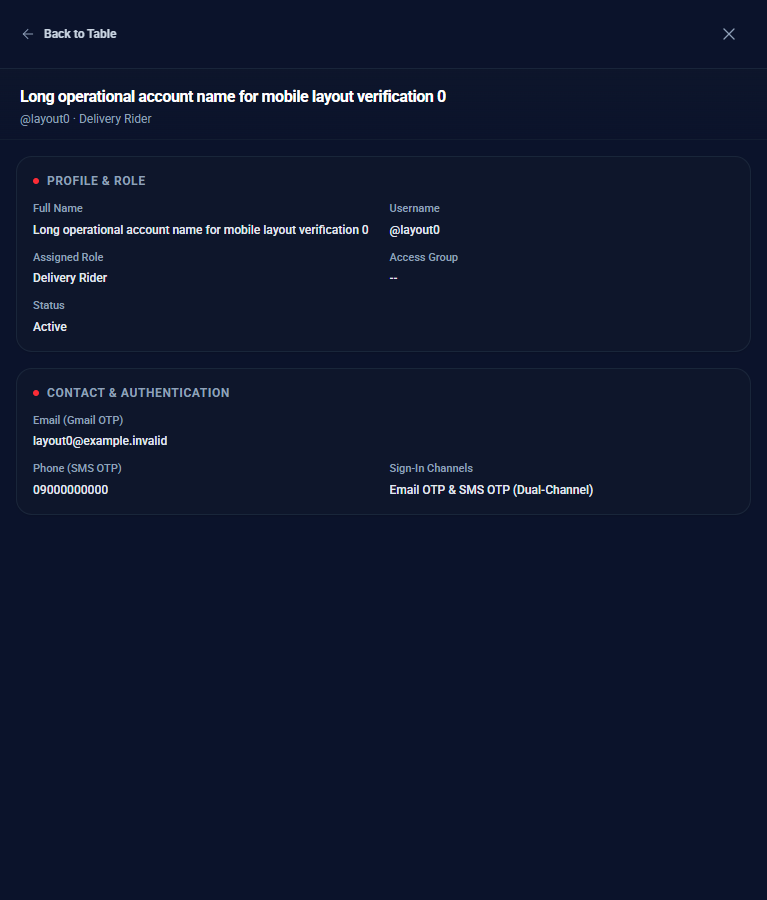 Back to Table
Long operational account name for mobile layout verification 0
@layout0 · Delivery Rider
PROFILE & ROLE
Full Name
Username
Long operational account name for mobile layout verification 0
@layout0
Assigned Role
Access Group
Delivery Rider
--
Status
Active
CONTACT & AUTHENTICATION
Email (Gmail OTP)
layout0@example.invalid
Phone (SMS OTP)
Sign-In Channels
09000000000
Email OTP & SMS OTP (Dual-Channel)